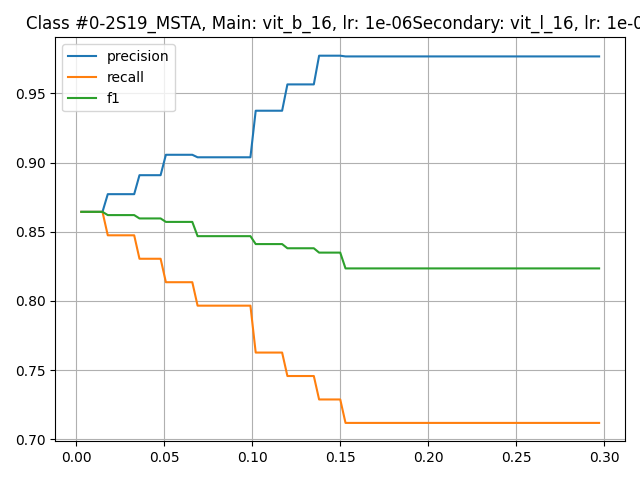 Class #0-2S19_MSTA, Main: vit_b_16, lr: 1e-06Secondary: vit_l_16, lr: 1e-0
precision
recall
f1
0.95
0.90
0.85
0.80
0.75
0.70
0.00 0.05 0.10 0.15 0.20 0.25 0.30